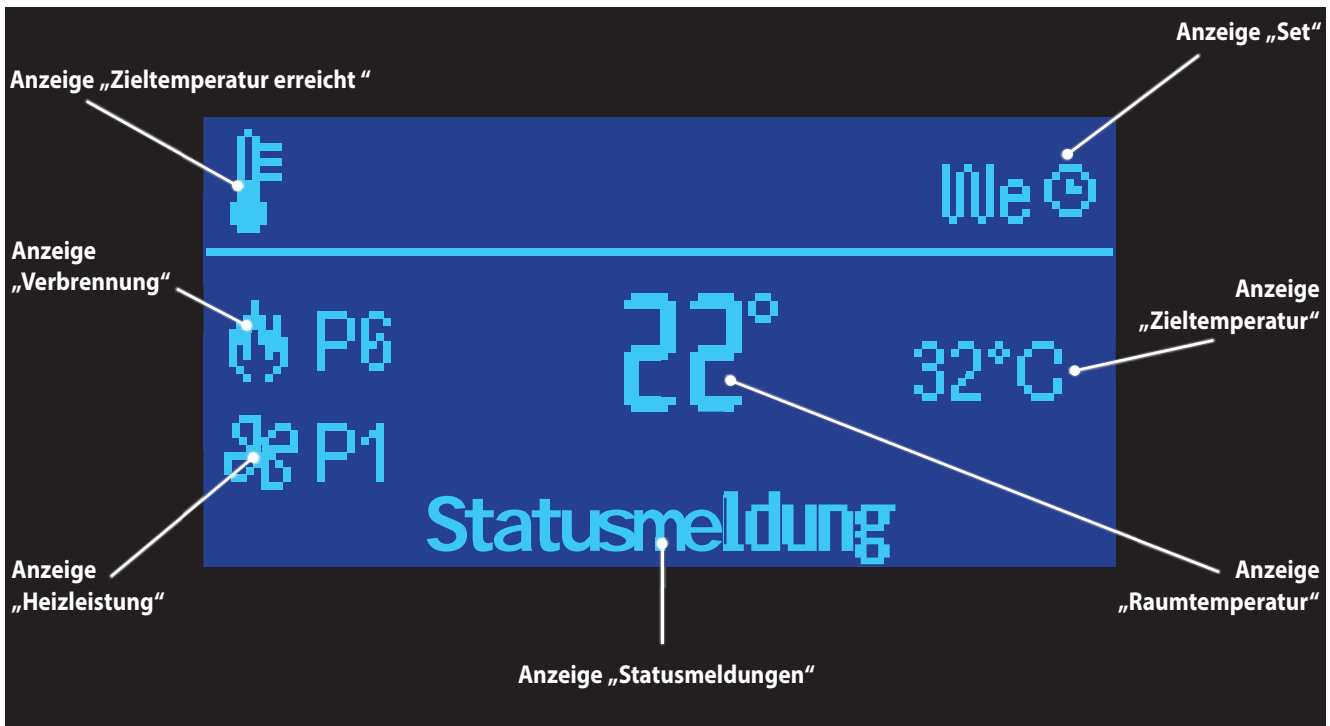 Anzeige „Set“
Anzeige „Zieltemperatur erreicht “
We
Anzeige
„Verbrennung“
Anzeige
„Zieltemperatur“
P6
22°
32°C
P1
Statusmeldung
Anzeige
„Heizleistung“
Anzeige
„Raumtemperatur“
Anzeige „Statusmeldungen“